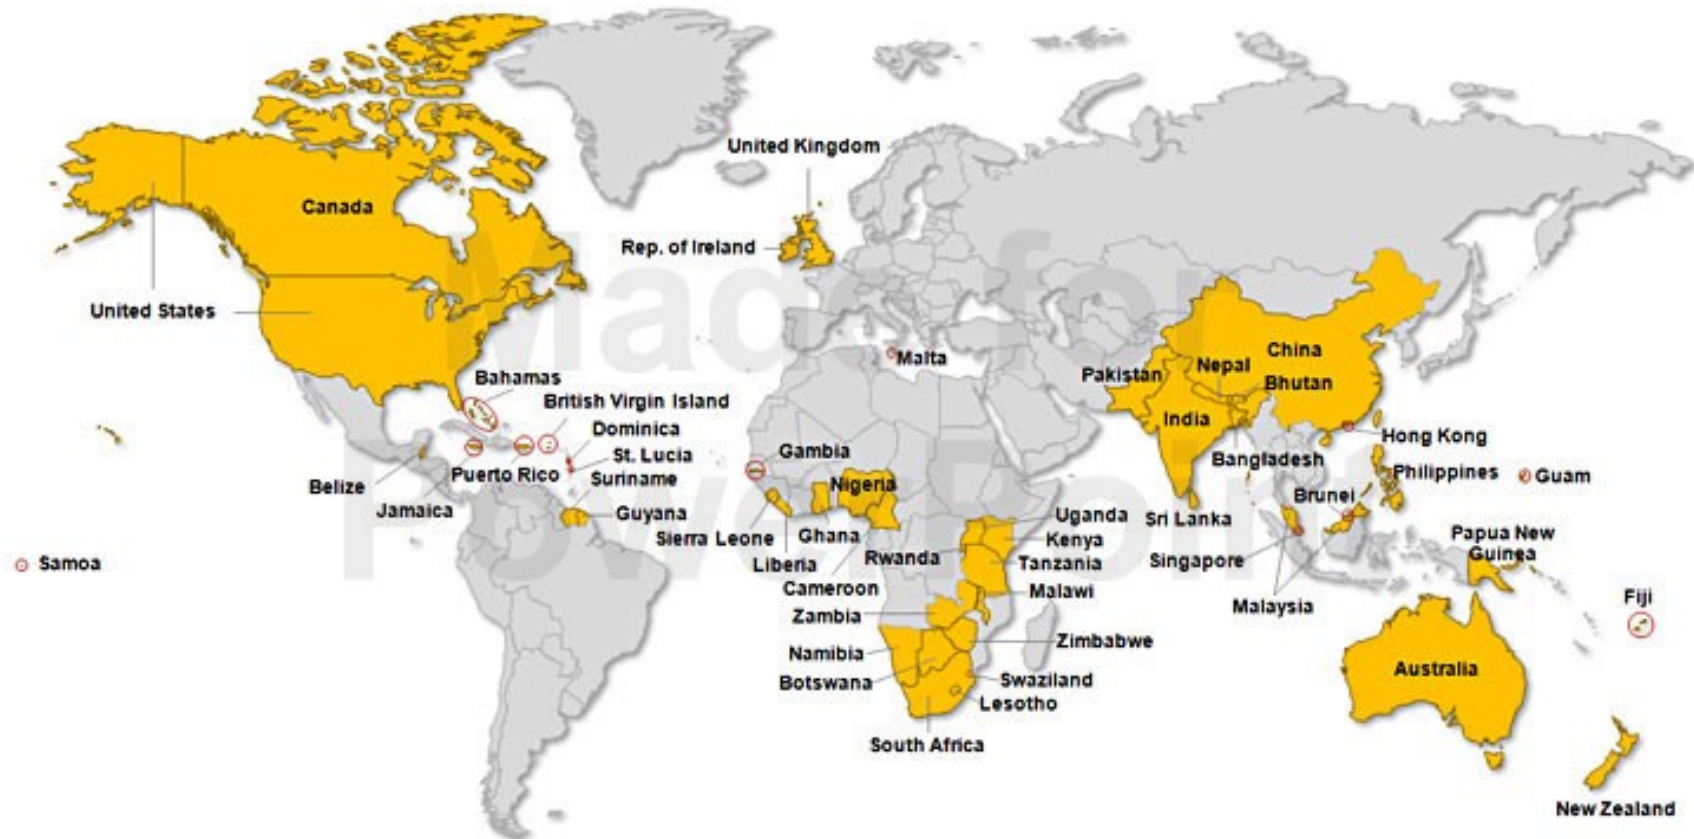 United Kingdom
Canada
Rep. of Ireland
United States
Malta
Nepal
China
Pakistan
Bhutan
India
Bahamas
British Virgin Island
Dominica
St. Lucia
Puerto Rico
Suriname
Belize
Jamaica
Guyana
Gambia
Nigeria
Hong Kong
Bangladesh
Philippines
Guam
Brunei
Sri Lanka
Sierra Leone
Ghana
Liberia
Cameroon
Uganda
Kenya
Rwanda
Tanzania
Malawi
Zambia
Singapore
Papua New
Guinea
Malaysia
Samoa
Fiji
Namibia
Zimbabwe
Botswana
Swaziland
Lesotho
South Africa
Australia
New Zealand
Made for
PowerPoint